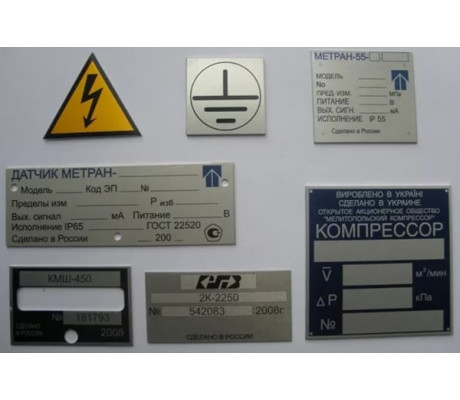 МЕТРАН-55-
МОДЕЛЬ
No
ПРЕД. ИЗМ. МПа
ПИТАНИЕ В
ВЫХ. СИГН. мА
ИСПОЛНЕНИЕ IP 55
Сделано в России
ДАТЧИК МЕТРАН-
Модель Код ЭП №
Пределы изм Р изб
Вых. сигнал мА Питание В
Исполнение IP65 ГОСТ 22520
Сделано в России 200 г.
ВИРОБЛЕНО В УКРАЇНІ
СДЕЛАНО В УКРАИНЕ
ОТКРЫТОЕ АКЦИОНЕРНОЕ ОБЩЕСТВО
"МЕЛИТОПОЛЬСКИЙ КОМПРЕССОР"
КОМПРЕССОР
V м³/мин
Δ P кПа
№
КМШ-450
№ 181793
СДЕЛАНО
В РОССИИ 2008
2К-2250
№ 542083 2008г.
СДЕЛАНО В РОССИИ